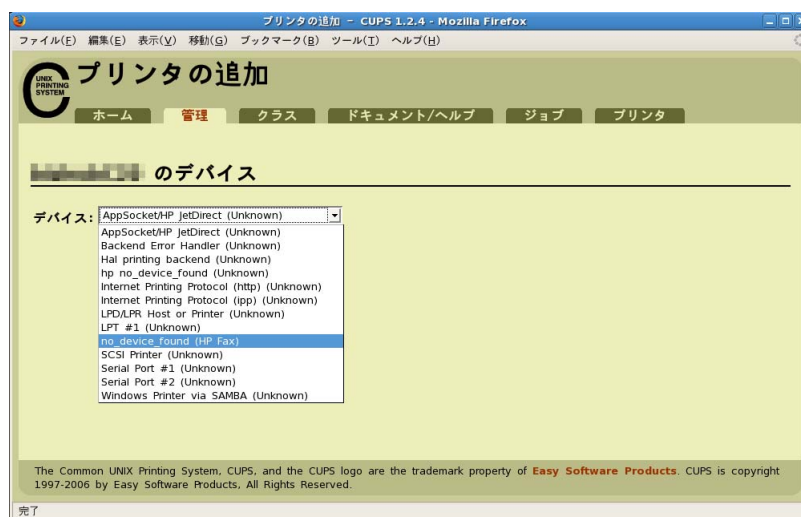 プリンタの追加 - CUPS 1.2.4 - Mozilla Firefox
ファイル(F) 編集(E) 表示(V) 移動(G) ブックマーク(B) ツール(T) ヘルプ(H)
UNIX
PRINTING
SYSTEM
プリンタの追加
ホーム 管理 クラス ドキュメント/ヘルプ ジョブ プリンタ
のデバイス
デバイス: AppSocket/HP JetDirect (Unknown)
AppSocket/HP JetDirect (Unknown)
Backend Error Handler (Unknown)
Hal printing backend (Unknown)
hp no_device_found (Unknown)
Internet Printing Protocol (http) (Unknown)
Internet Printing Protocol (ipp) (Unknown)
LPD/LPR Host or Printer (Unknown)
LPT #1 (Unknown)
no_device_found (HP Fax)
SCSI Printer (Unknown)
Serial Port #1 (Unknown)
Serial Port #2 (Unknown)
Windows Printer via SAMBA (Unknown)
The Common UNIX Printing System, CUPS, and the CUPS logo are the trademark property of Easy Software Products. CUPS is copyright
1997-2006 by Easy Software Products, All Rights Reserved.
完了